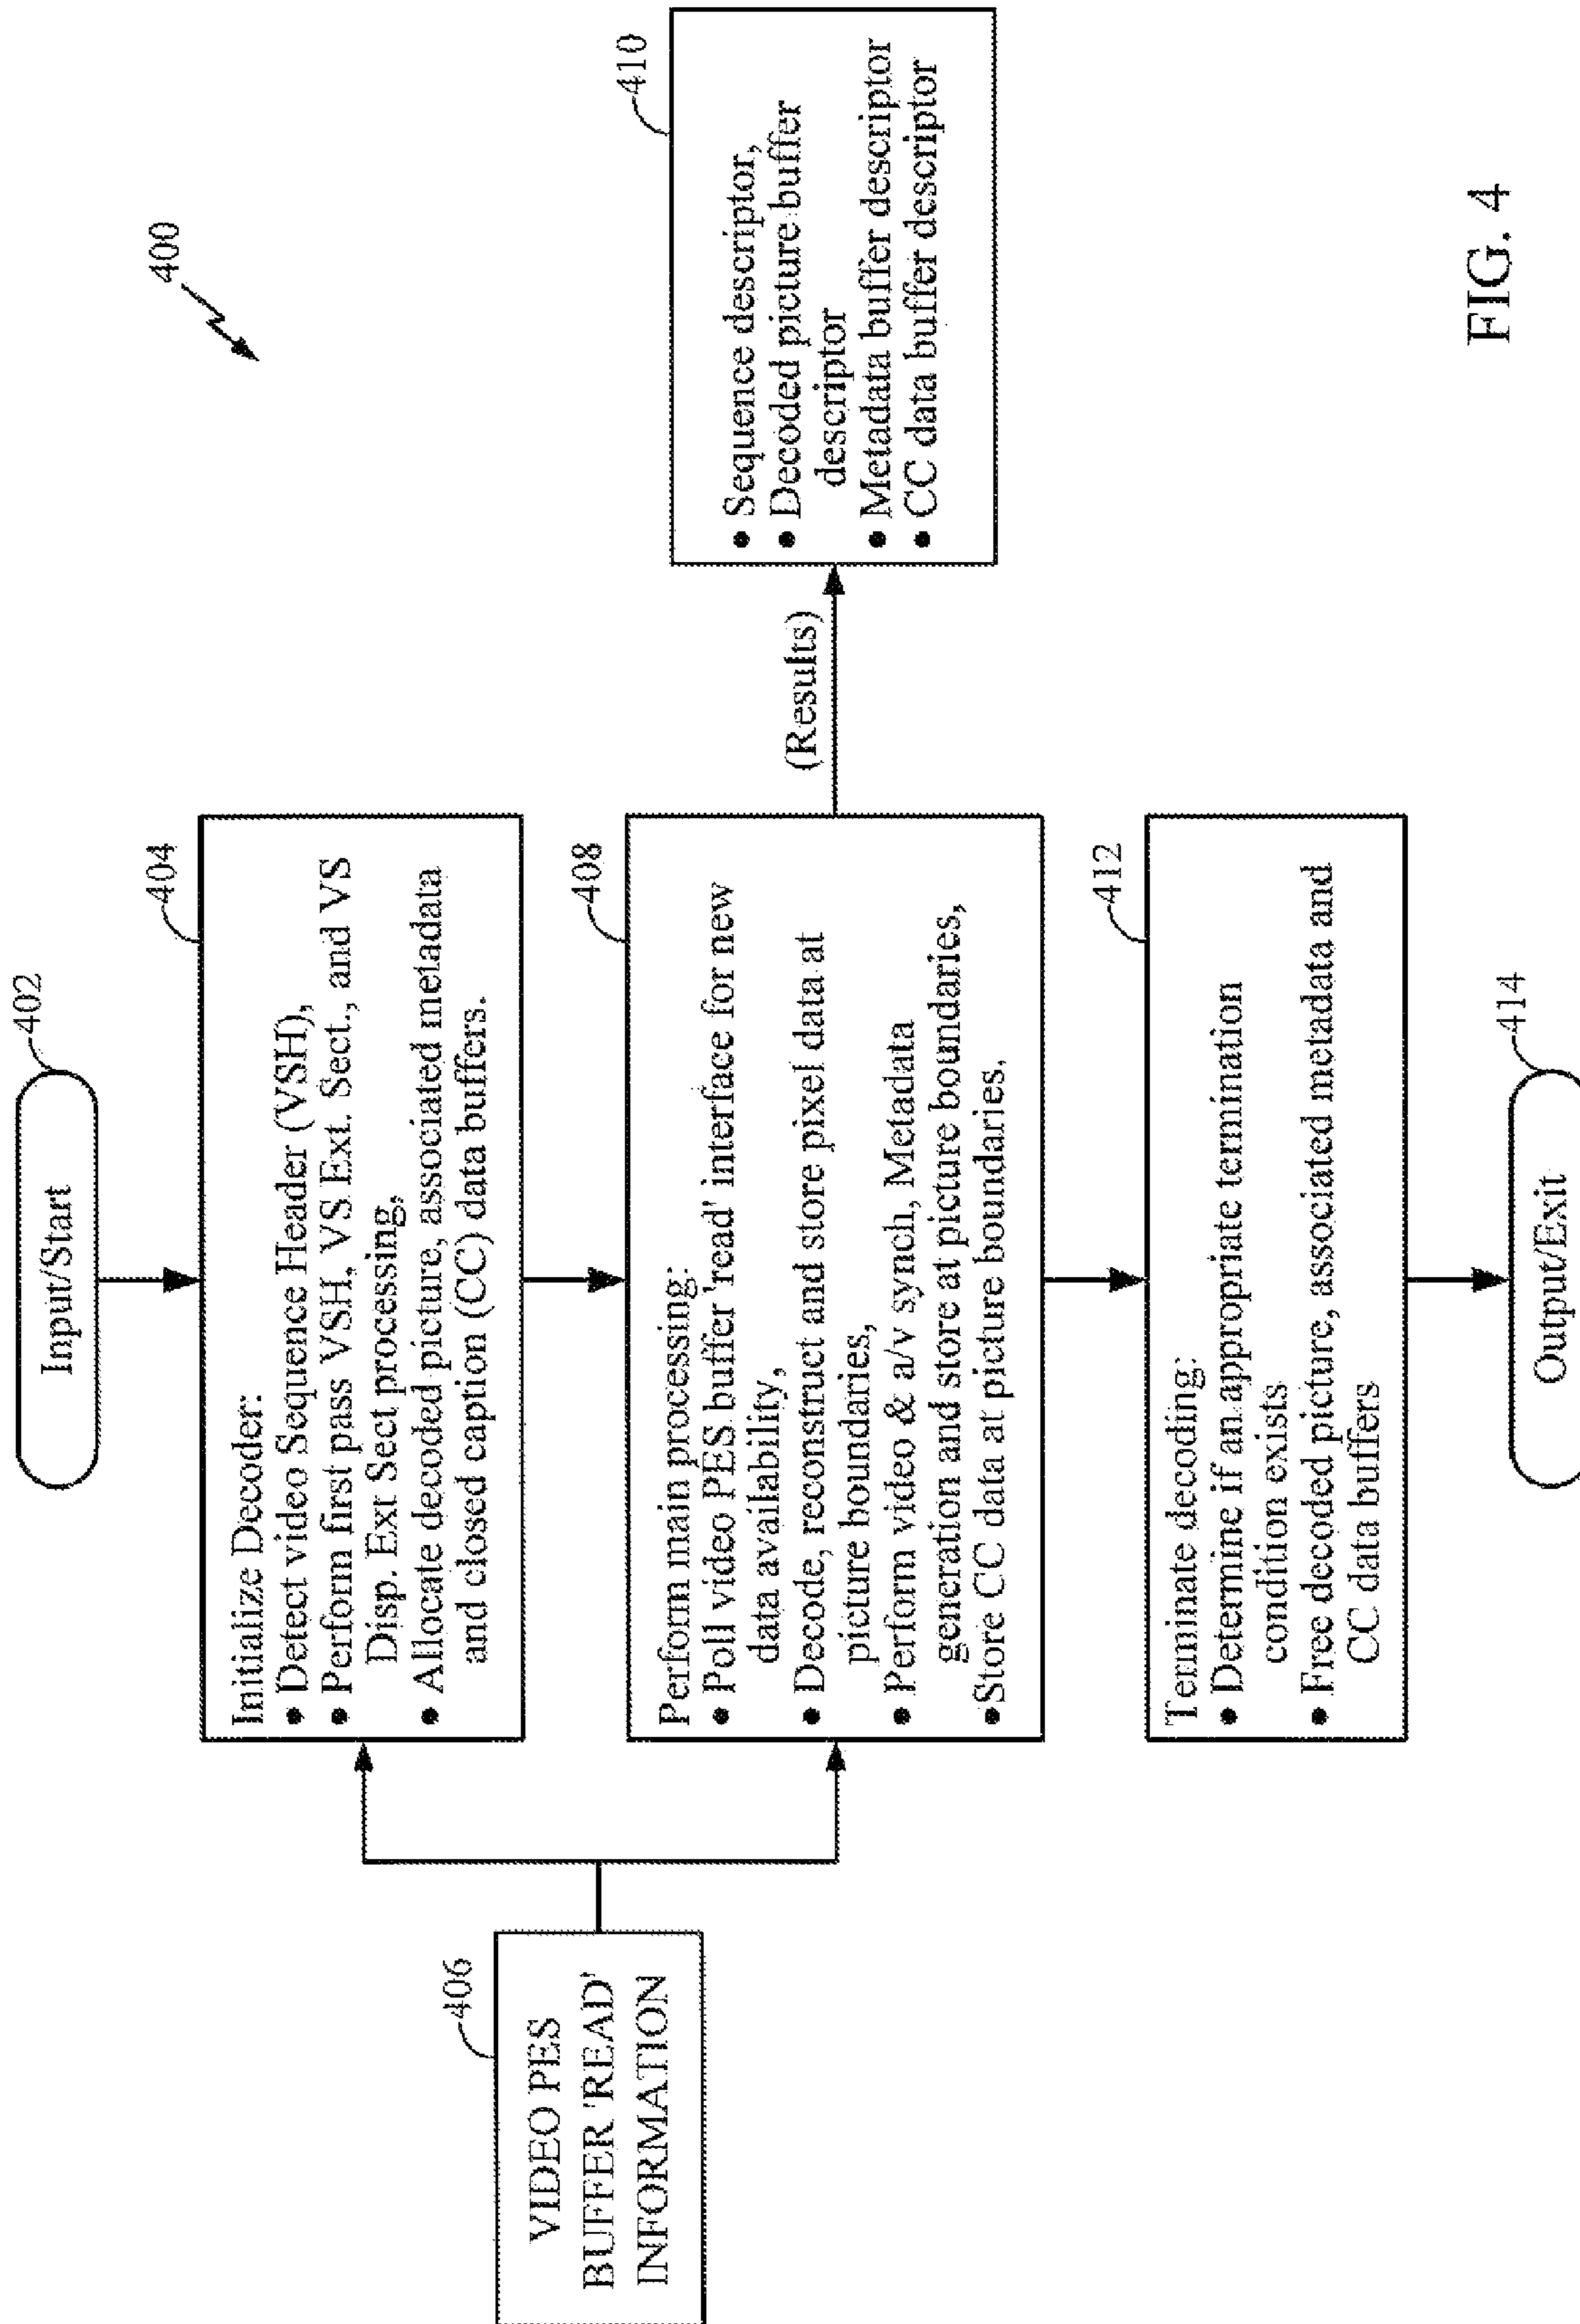 400
Input/Start
402
404
Initialize Decoder:
• Detect video Sequence Header (VSH),
• Perform first pass VSH, VS Ext. Sect., and VS
Disp. Ext Sect processing,
• Allocate decoded picture, associated metadata
and closed caption (CC) data buffers.
406
VIDEO PES
BUFFER 'READ'
INFORMATION
408
Perform main processing:
• Poll video PES buffer 'read' interface for new
data availability,
• Decode, reconstruct and store pixel data at
picture boundaries,
• Perform video & a/v synch, Metadata
generation and store at picture boundaries,
• Store CC data at picture boundaries.
(Results)
410
• Sequence descriptor,
• Decoded picture buffer
descriptor
• Metadata buffer descriptor
• CC data buffer descriptor
412
Terminate decoding:
• Determine if an appropriate termination
condition exists
• Free decoded picture, associated metadata and
CC data buffers
414
Output/Exit
FIG. 4